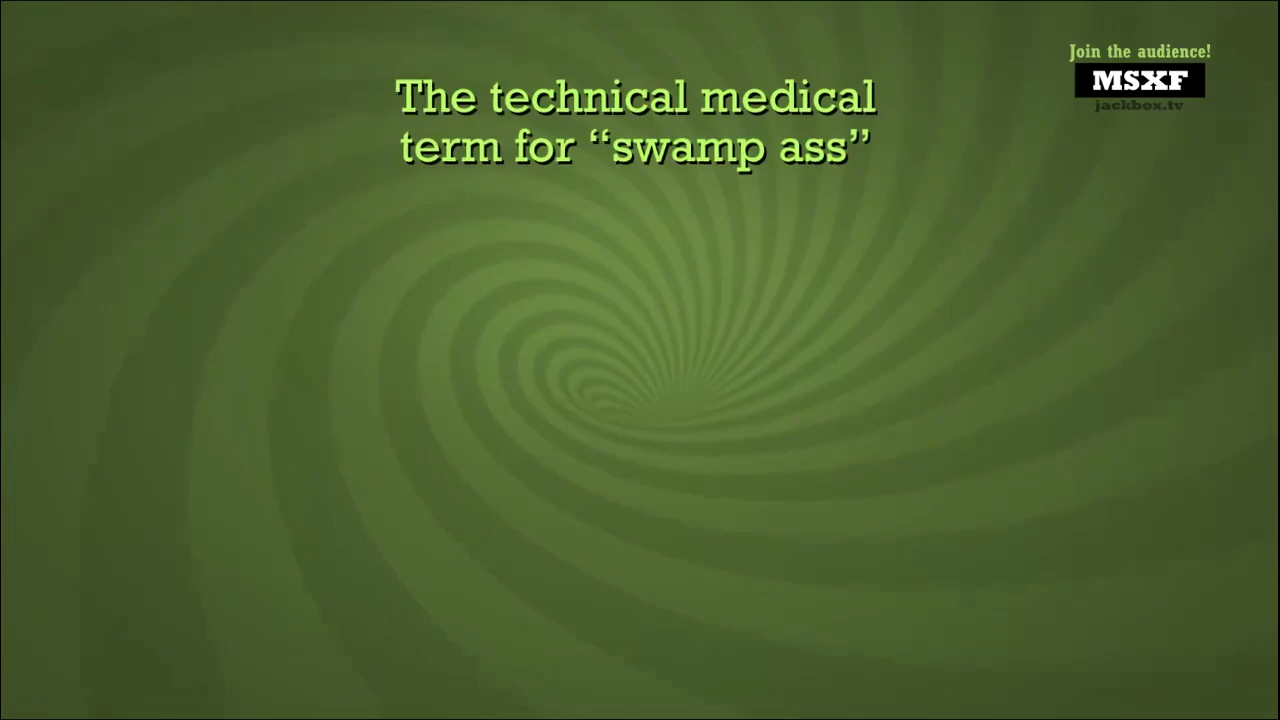 Join the audience!
MSXF
jackbox.tv
The technical medical
term for “swamp ass”